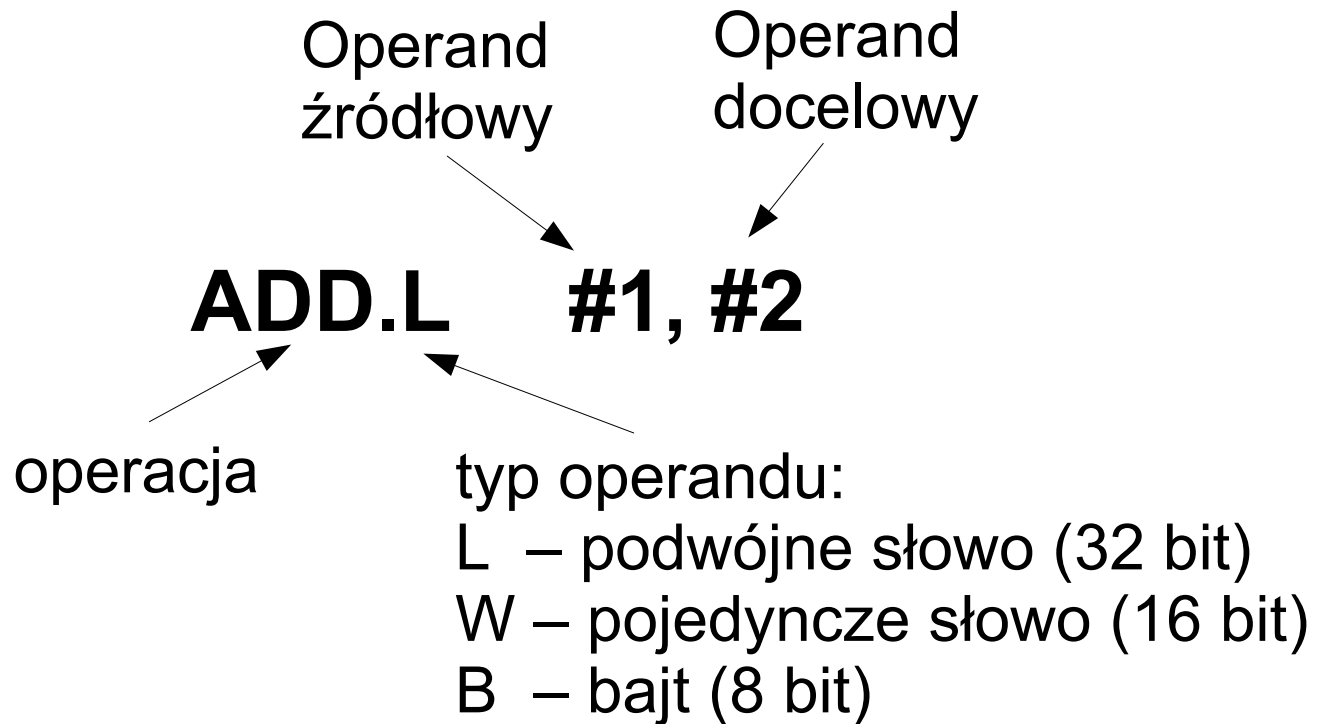 Operand
źródłowy
Operand
docelowy
ADD.L #1, #2
operacja
typ operandu:
L – podwójne słowo (32 bit)
W – pojedyncze słowo (16 bit)
B – bajt (8 bit)